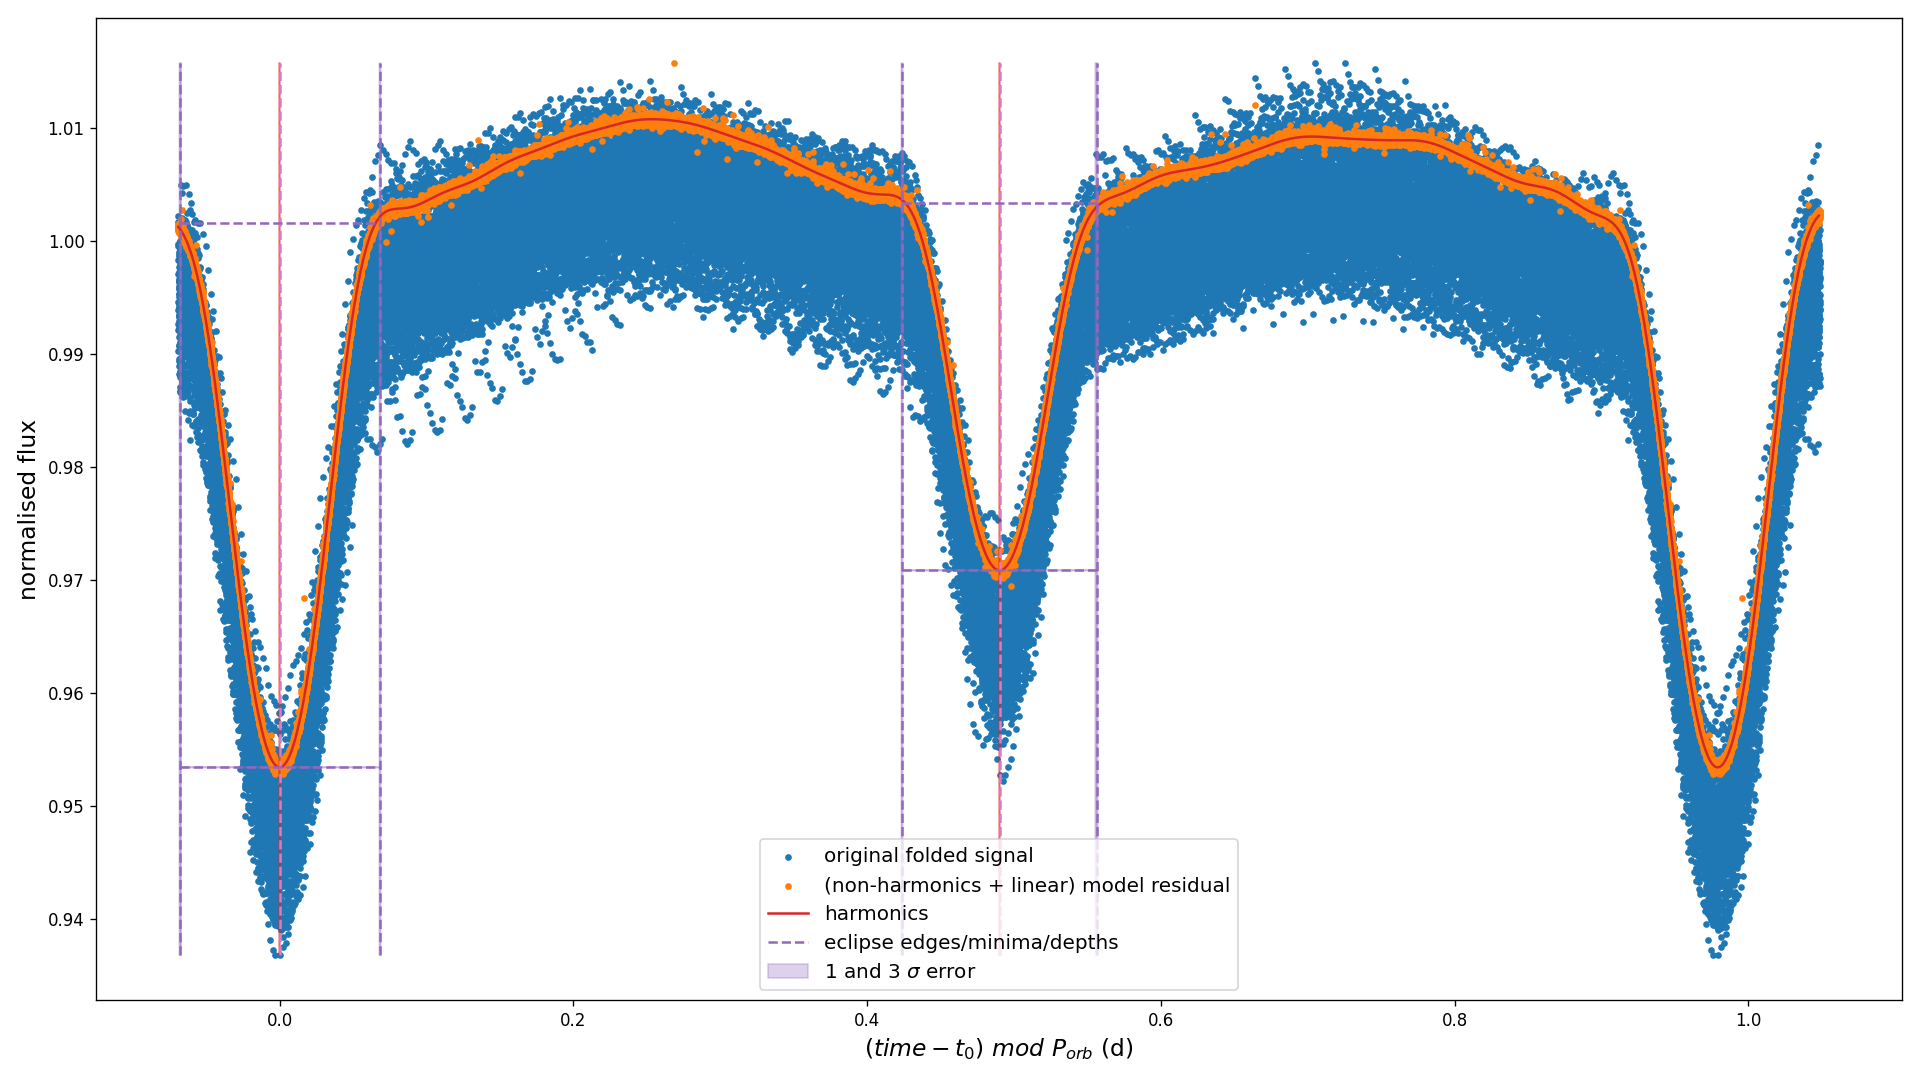 normalised flux
1.01
1.00
0.99
0.98
0.97
0.96
0.95
0.94
original folded signal
(non-harmonics + linear) model residual
harmonics
eclipse edges/minima/depths
1 and 3 σ error
0.0 0.2 0.4 0.6 0.8 1.0
(time − t₀) mod Pₒᵣb (d)